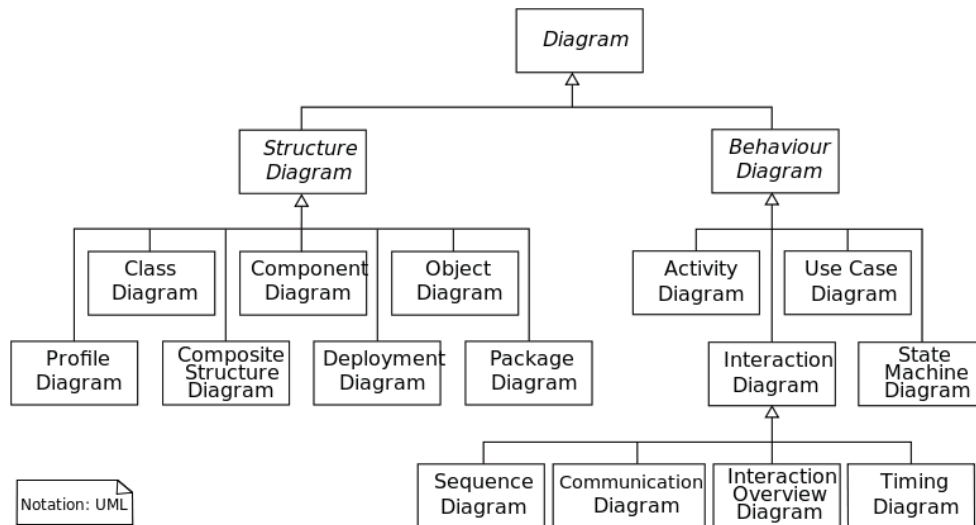 Diagram
Structure
Diagram
Behaviour
Diagram
Class
Diagram
Component
Diagram
Object
Diagram
Activity
Diagram
Use Case
Diagram
Profile
Diagram
Composite
Structure
Diagram
Deployment
Diagram
Package
Diagram
Interaction
Diagram
State
Machine
Diagram
Sequence
Diagram
Communication
Diagram
Interaction
Overview
Diagram
Timing
Diagram
Notation: UML